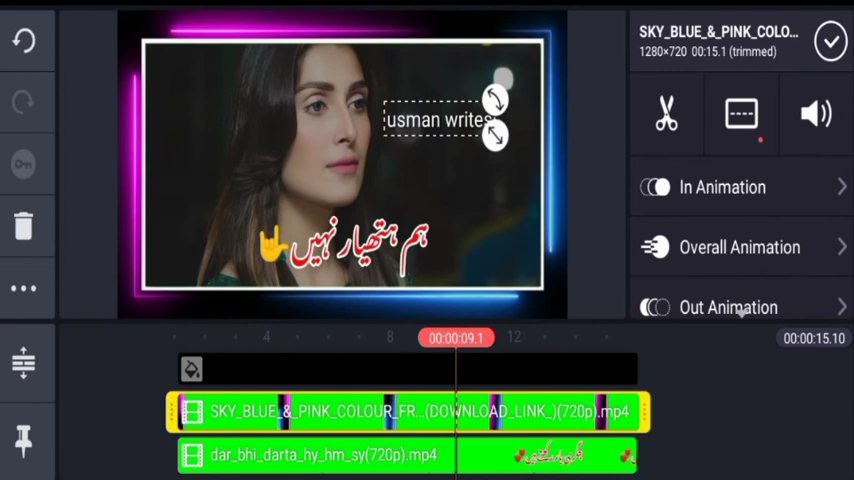 SKY_BLUE_&_PINK_COLO...
1280×720 00:15.1 (trimmed)
usman writes
ہم ہتھیار نہیں
In Animation
Overall Animation
Out Animation
4
8
00:00:09.1
12
00:00:15.10
SKY_BLUE_&_PINK_COLOUR_FR...(DOWNLOAD_LINK_)(720p).mp4
dar_bhi_darta_hy_hm_sy(720p).mp4